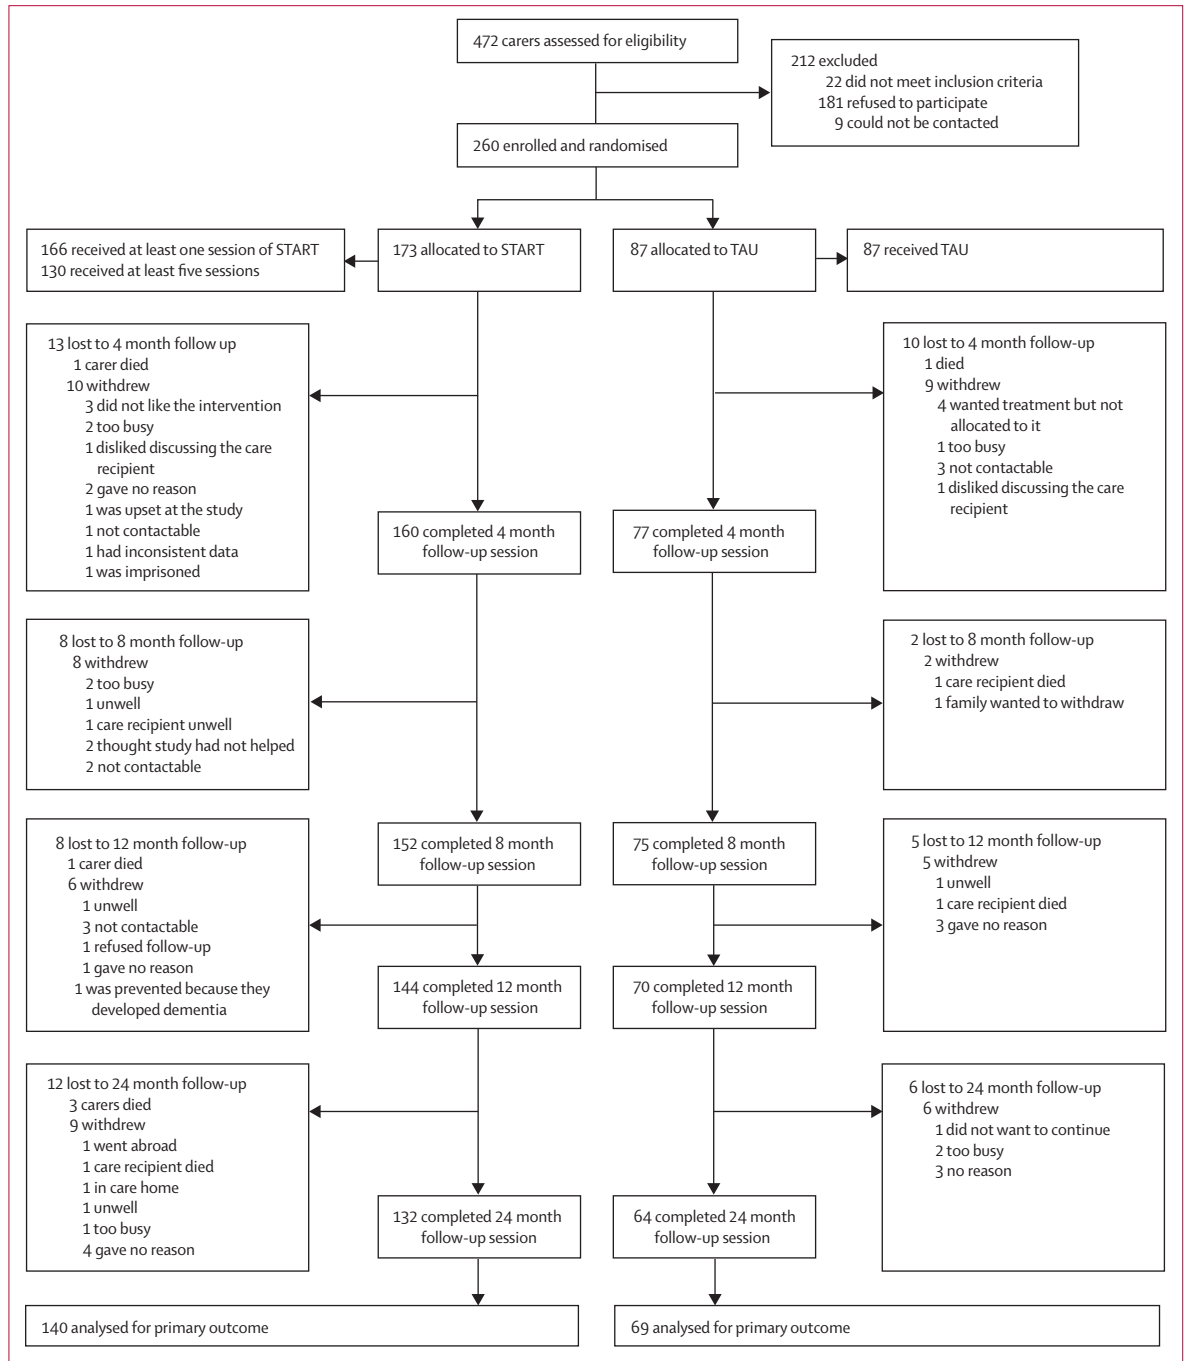 472 carers assessed for eligibility
212 excluded
22 did not meet inclusion criteria
181 refused to participate
9 could not be contacted
260 enrolled and randomised
166 received at least one session of START
130 received at least five sessions
173 allocated to START
87 allocated to TAU
87 received TAU
13 lost to 4 month follow up
1 carer died
10 withdrew
3 did not like the intervention
2 too busy
1 disliked discussing the care
recipient
2 gave no reason
1 was upset at the study
1 not contactable
1 had inconsistent data
1 was imprisoned
10 lost to 4 month follow-up
1 died
9 withdrew
4 wanted treatment but not
allocated to it
1 too busy
3 not contactable
1 disliked discussing the care
recipient
160 completed 4 month
follow-up session
77 completed 4 month
follow-up session
8 lost to 8 month follow-up
8 withdrew
2 too busy
1 unwell
1 care recipient unwell
2 thought study had not helped
2 not contactable
2 lost to 8 month follow-up
2 withdrew
1 care recipient died
1 family wanted to withdraw
152 completed 8 month
follow-up session
75 completed 8 month
follow-up session
8 lost to 12 month follow-up
1 carer died
6 withdrew
1 unwell
3 not contactable
1 refused follow-up
1 gave no reason
1 was prevented because they
developed dementia
5 lost to 12 month follow-up
5 withdrew
1 unwell
1 care recipient died
3 gave no reason
144 completed 12 month
follow-up session
70 completed 12 month
follow-up session
12 lost to 24 month follow-up
3 carers died
9 withdrew
1 went abroad
1 care recipient died
1 in care home
1 unwell
1 too busy
4 gave no reason
6 lost to 24 month follow-up
6 withdrew
1 did not want to continue
2 too busy
3 no reason
132 completed 24 month
follow-up session
64 completed 24 month
follow-up session
140 analysed for primary outcome
69 analysed for primary outcome